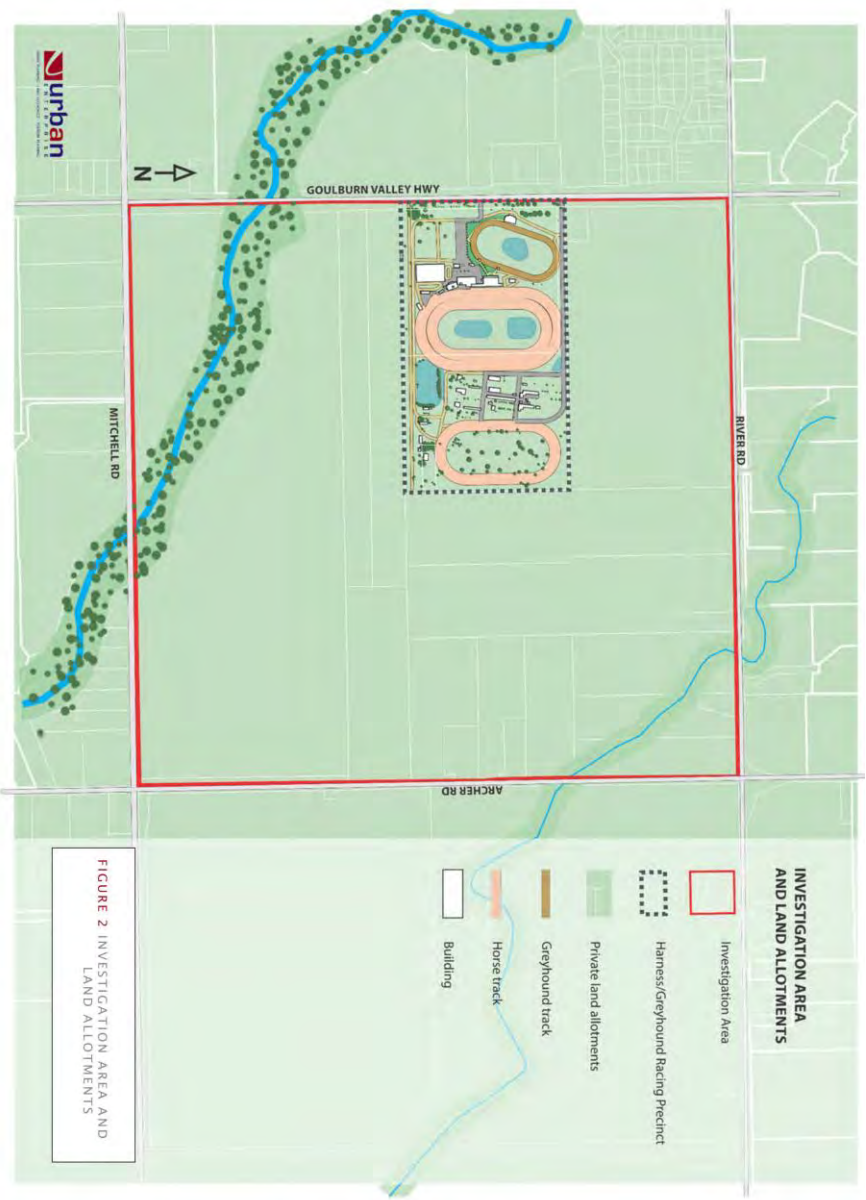 INVESTIGATION AREA
AND LAND ALLOTMENTS
Investigation Area
Harness/Greyhound Racing Precinct
Private land allotments
Greyhound track
Horse track
Building
RIVER RD
GOULBURN VALLEY HWY
ARCHER RD
MITCHELL RD
N
urban
ENTERPRISE
FIGURE 2 INVESTIGATION AREA AND
LAND ALLOTMENTS